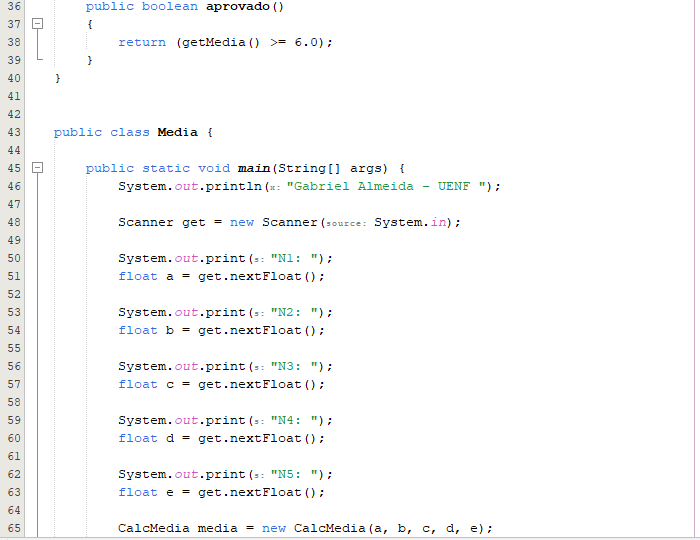 36 public boolean aprovado()
37 {
38 return (getMedia() >= 6.0);
39 }
40 }
41
42
43 public class Media {
44
45 public static void main(String[] args) {
46 System.out.println(x: "Gabriel Almeida - UENF ");
47
48 Scanner get = new Scanner(source: System.in);
49
50 System.out.print(s: "N1: ");
51 float a = get.nextFloat();
52
53 System.out.print(s: "N2: ");
54 float b = get.nextFloat();
55
56 System.out.print(s: "N3: ");
57 float c = get.nextFloat();
58
59 System.out.print(s: "N4: ");
60 float d = get.nextFloat();
61
62 System.out.print(s: "N5: ");
63 float e = get.nextFloat();
64
65 CalcMedia media = new CalcMedia(a, b, c, d, e);